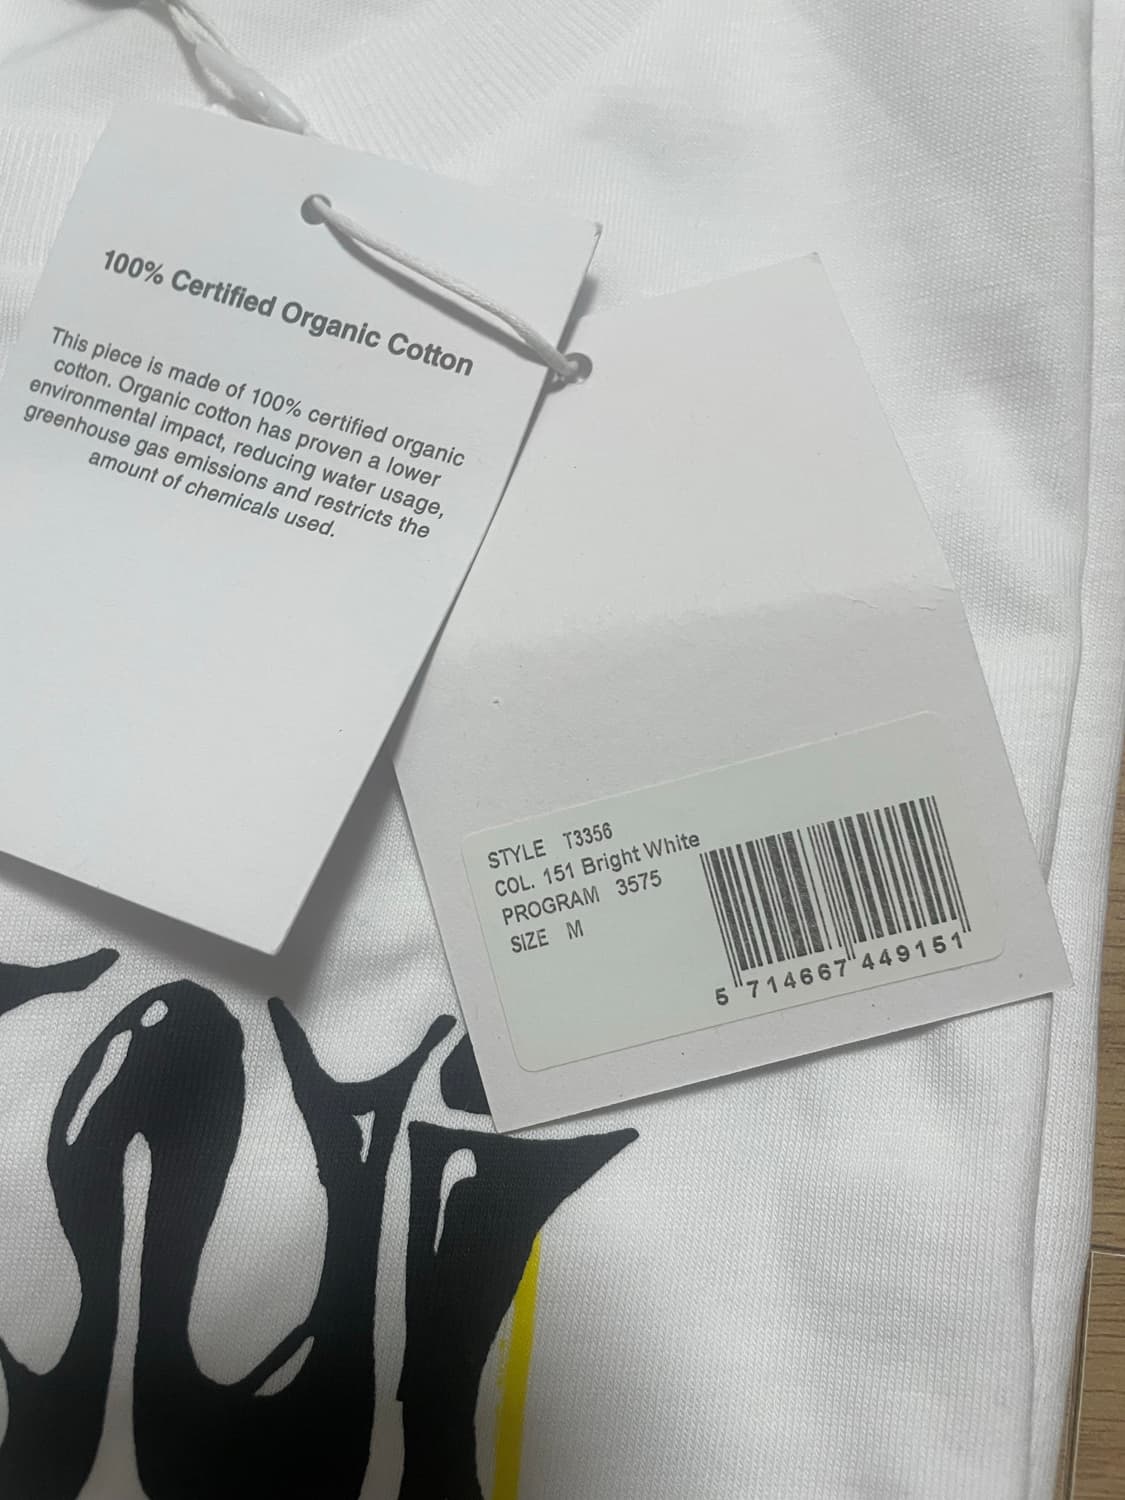 100% Certified Organic Cotton
This piece is made of 100% certified organic
cotton. Organic cotton has proven a lower
environmental impact, reducing water usage,
greenhouse gas emissions and restricts the
amount of chemicals used.
STYLE T3356
COL. 151 Bright White
PROGRAM 3575
SIZE M
5 714667 449151